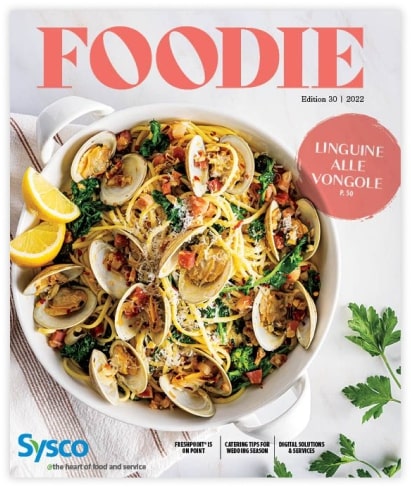 FOODIE
Edition 30 | 2022
LINGUINE
ALLE
VONGOLE
P. 50
Sysco
at the heart of food and service
FRESHPOINT® IS
ON POINT
CATERING TIPS FOR
WEDDING SEASON
DIGITAL SOLUTIONS
& SERVICES